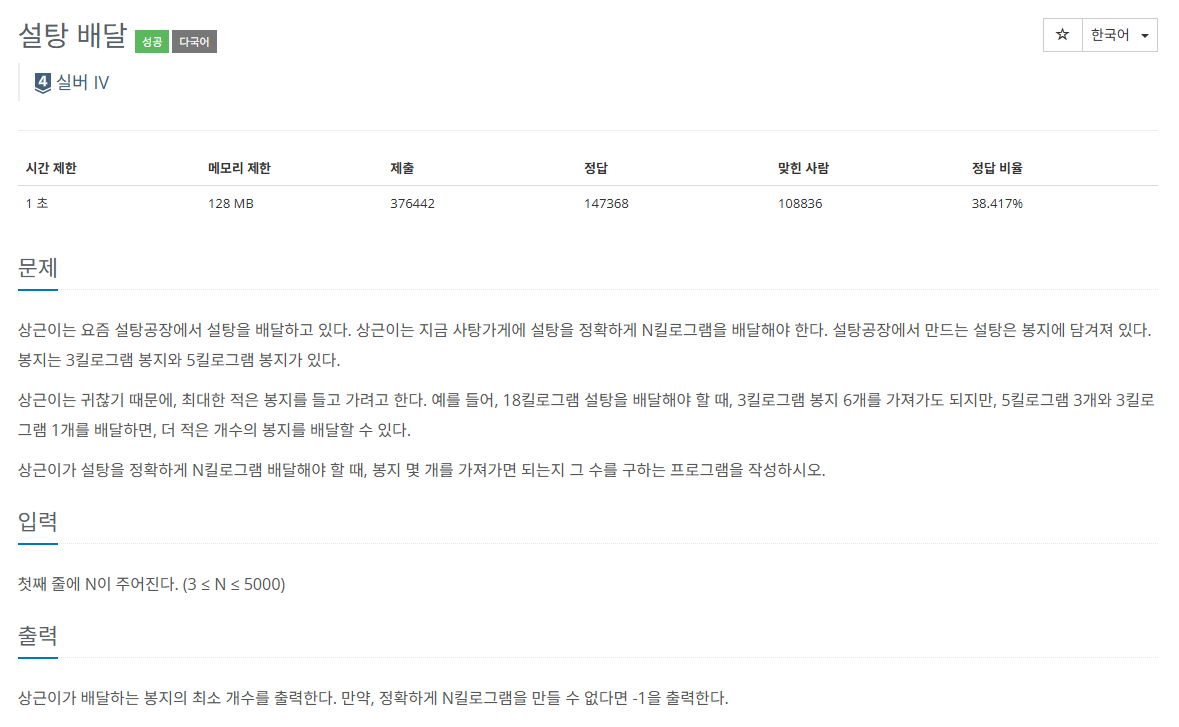 설탕 배달 성공 다국어
☆ 한국어
4 실버 IV
시간 제한 메모리 제한 제출 정답 맞힌 사람 정답 비율
1 초 128 MB 376442 147368 108836 38.417%
문제
상근이는 요즘 설탕공장에서 설탕을 배달하고 있다. 상근이는 지금 사탕가게에 설탕을 정확하게 N킬로그램을 배달해야 한다. 설탕공장에서 만드는 설탕은 봉지에 담겨져 있다.
봉지는 3킬로그램 봉지와 5킬로그램 봉지가 있다.
상근이는 귀찮기 때문에, 최대한 적은 봉지를 들고 가려고 한다. 예를 들어, 18킬로그램 설탕을 배달해야 할 때, 3킬로그램 봉지 6개를 가져가도 되지만, 5킬로그램 3개와 3킬로
그램 1개를 배달하면, 더 적은 개수의 봉지를 배달할 수 있다.
상근이가 설탕을 정확하게 N킬로그램 배달해야 할 때, 봉지 몇 개를 가져가면 되는지 그 수를 구하는 프로그램을 작성하시오.
입력
첫째 줄에 N이 주어진다. (3 ≤ N ≤ 5000)
출력
상근이가 배달하는 봉지의 최소 개수를 출력한다. 만약, 정확하게 N킬로그램을 만들 수 없다면 -1을 출력한다.